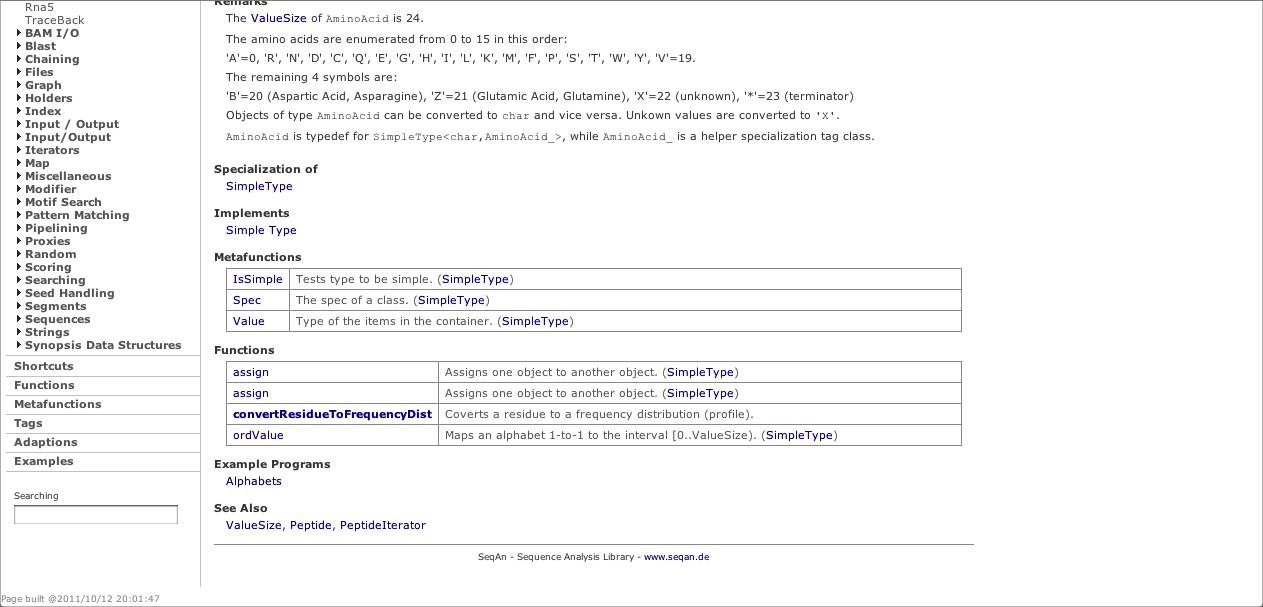 Rna5
TraceBack
BAM I/O
Blast
Chaining
Files
Graph
Holders
Index
Input / Output
Input/Output
Iterators
Map
Miscellaneous
Modifier
Motif Search
Pattern Matching
Pipelining
Proxies
Random
Scoring
Searching
Seed Handling
Segments
Sequences
Strings
Synopsis Data Structures
Shortcuts
Functions
Metafunctions
Tags
Adaptions
Examples
Searching
Remarks
The ValueSize of AminoAcid is 24.
The amino acids are enumerated from 0 to 15 in this order:
'A'=0, 'R', 'N', 'D', 'C', 'Q', 'E', 'G', 'H', 'I', 'L', 'K', 'M', 'F', 'P', 'S', 'T', 'W', 'Y', 'V'=19.
The remaining 4 symbols are:
'B'=20 (Aspartic Acid, Asparagine), 'Z'=21 (Glutamic Acid, Glutamine), 'X'=22 (unknown), '*'=23 (terminator)
Objects of type AminoAcid can be converted to char and vice versa. Unkown values are converted to 'X'.
AminoAcid is typedef for SimpleType<char,AminoAcid_>, while AminoAcid_ is a helper specialization tag class.
Specialization of
SimpleType
Implements
Simple Type
Metafunctions
IsSimple Tests type to be simple. (SimpleType)
Spec The spec of a class. (SimpleType)
Value Type of the items in the container. (SimpleType)
Functions
assign Assigns one object to another object. (SimpleType)
assign Assigns one object to another object. (SimpleType)
convertResidueToFrequencyDist Coverts a residue to a frequency distribution (profile).
ordValue Maps an alphabet 1-to-1 to the interval [0..ValueSize). (SimpleType)
Example Programs
Alphabets
See Also
ValueSize, Peptide, PeptideIterator
SeqAn - Sequence Analysis Library - www.seqan.de
Page built @2011/10/12 20:01:47